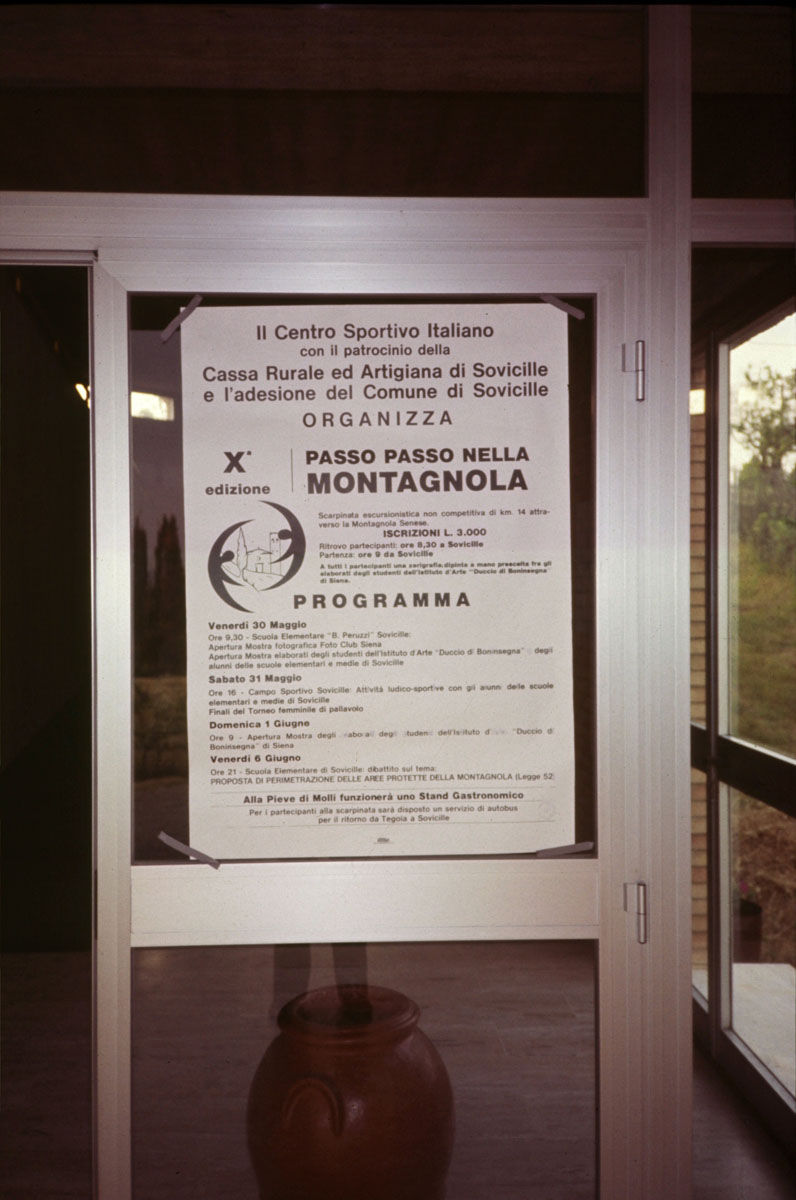 Il Centro Sportivo Italiano
con il patrocinio della
Cassa Rurale ed Artigiana di Sovicille
e l'adesione del Comune di Sovicille
ORGANIZZA
X°
edizione
PASSO PASSO NELLA
MONTAGNOLA
Scarpinata escursionistica non competitiva di km. 14 attra-
verso la Montagnola Senese.
ISCRIZIONI L. 3.000
Ritrovo partecipanti: ore 8,30 a Sovicille
Partenza: ore 9 da Sovicille
A tutti i partecipanti una serigrafia dipinta a mano prescelta fra gli
elaborati degli studenti dell'Istituto d'Arte "Duccio di Boninsegna"
di Siena.
PROGRAMMA
Venerdì 30 Maggio
Ore 9,30 - Scuola Elementare "B. Peruzzi" Sovicille:
Apertura Mostra fotografica Foto Club Siena
Apertura Mostra elaborati degli studenti dell'Istituto d'Arte "Duccio di Boninsegna" degli
alunni delle scuole elementari e medie di Sovicille
Sabato 31 Maggio
Ore 16 - Campo Sportivo Sovicille: Attività ludico-sportive con gli alunni delle scuole
elementari e medie di Sovicille
Finali del Torneo femminile di pallavolo
Domenica 1 Giugno
Ore 9 - Apertura Mostra degli elaborati degli studenti dell'Istituto "Duccio di
Boninsegna" di Siena
Venerdì 6 Giugno
Ore 21 - Scuola Elementare di Sovicille: dibattito sul tema:
PROPOSTA DI PERIMETRAZIONE DELLE AREE PROTETTE DELLA MONTAGNOLA (Legge 52)
Alla Pieve di Molli funzionerà uno Stand Gastronomico
Per i partecipanti alla scarpinata sarà disposto un servizio di autobus
per il ritorno da Tegoia a Sovicille